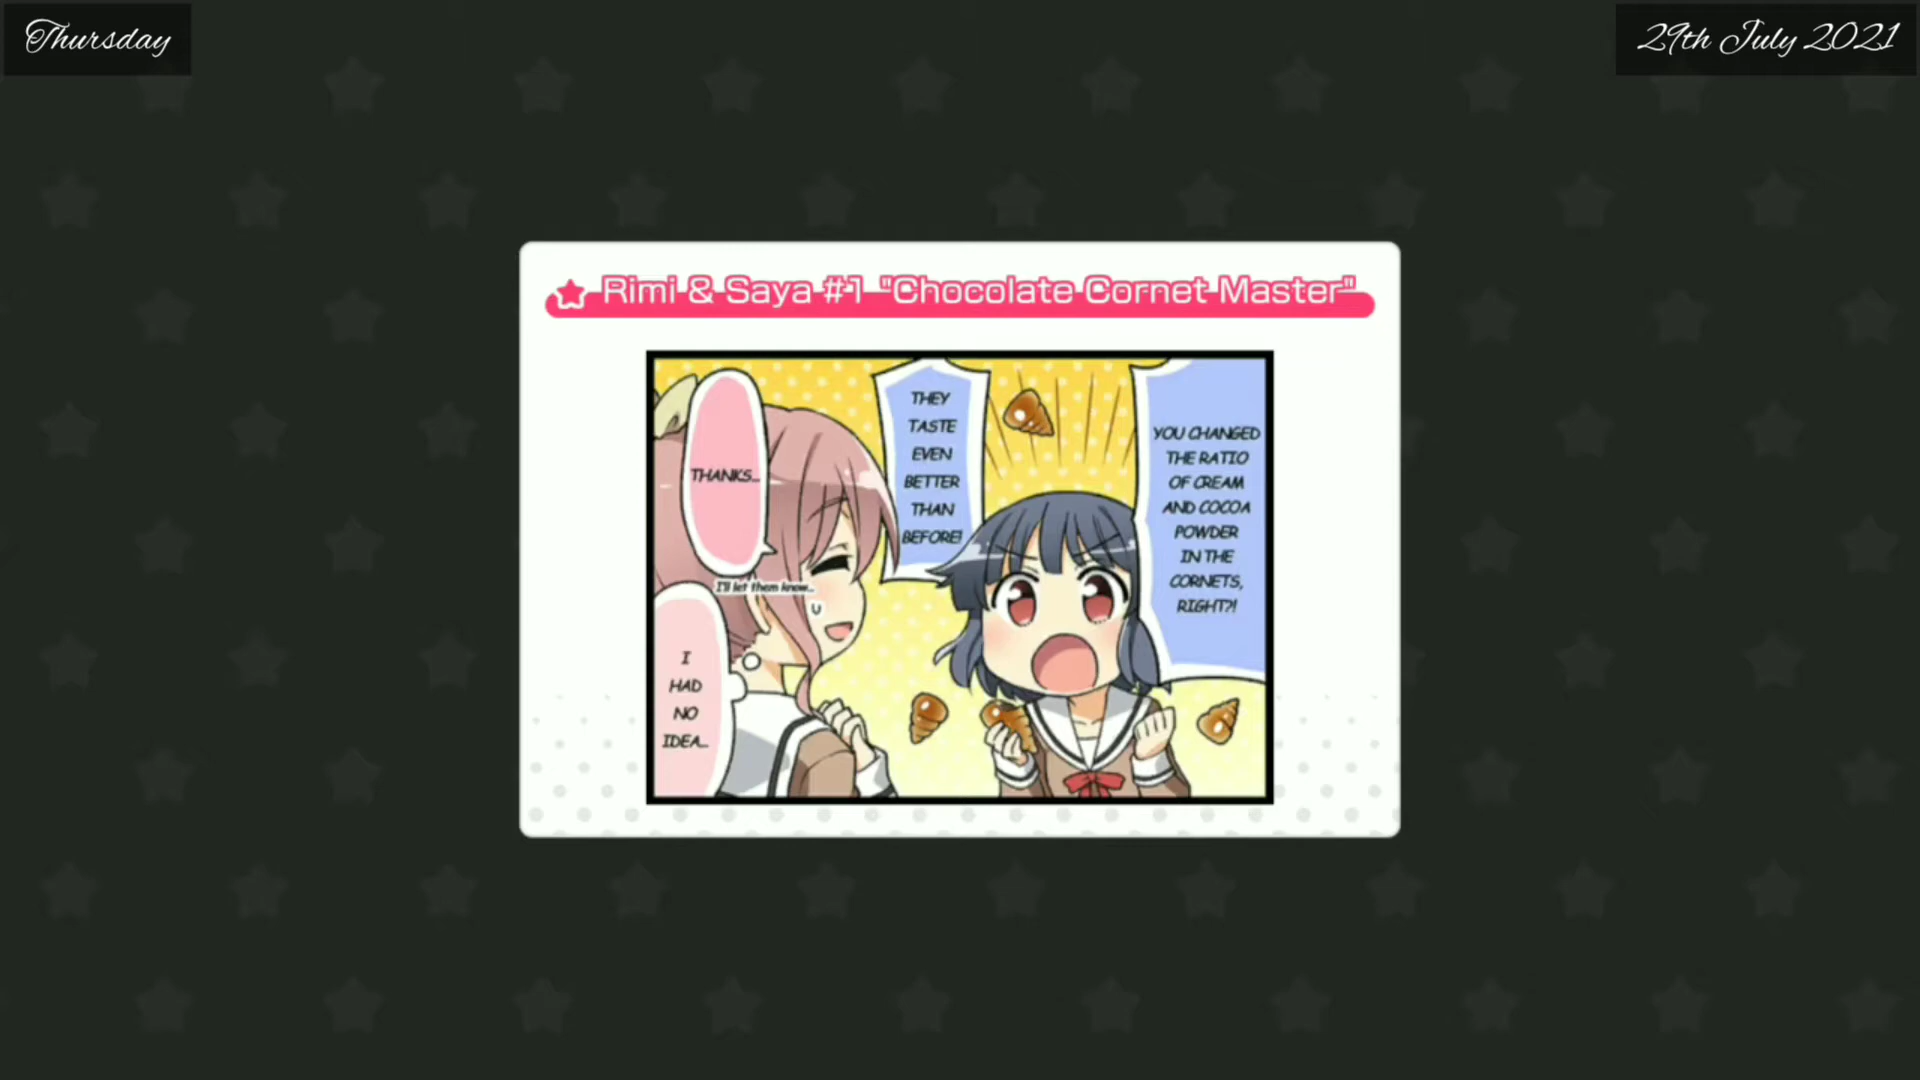 Thursday
29th July 2021
Rimi & Saya #1 "Chocolate Cornet Master"
YOU CHANGED
THE RATIO
OF CREAM
AND COCOA
POWDER
IN THE
CORNETS,
RIGHT?!
THEY
TASTE
EVEN
BETTER
THAN
BEFORE!
THANKS...
I'll let them know...
I
HAD
NO
IDEA...